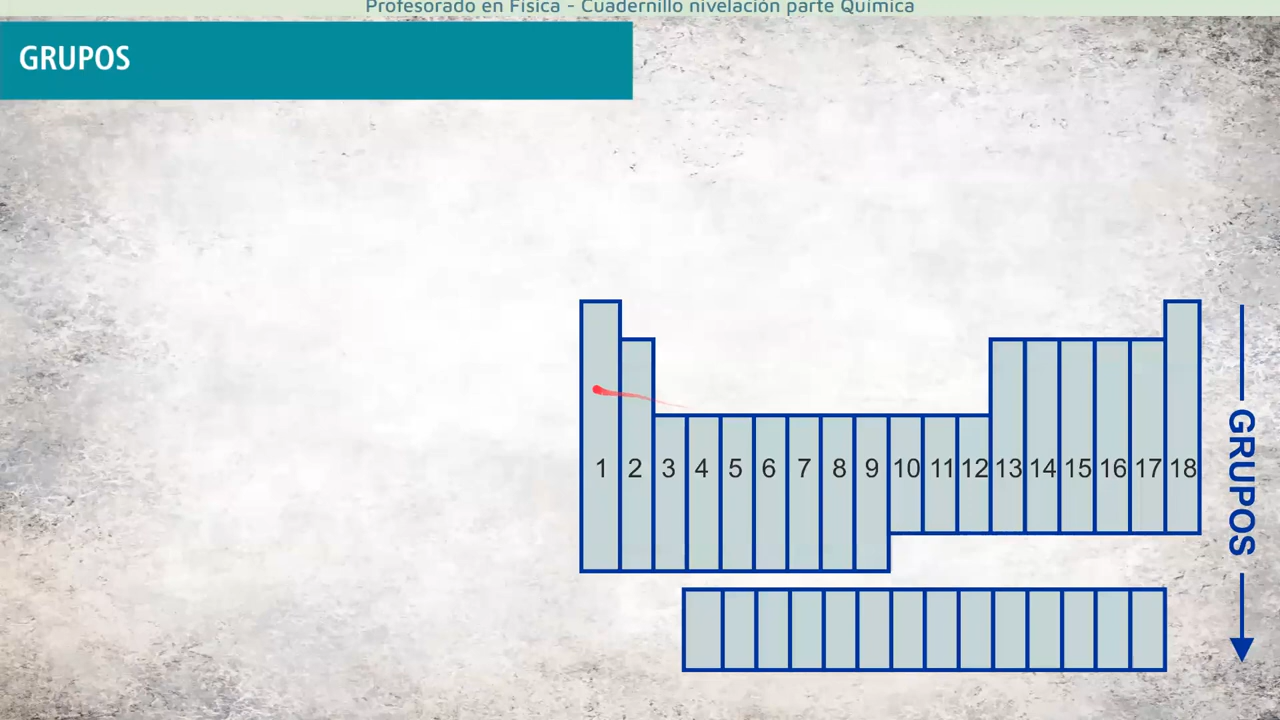 Profesorado en Física - Cuadernillo nivelación parte Química
GRUPOS
1 2 3 4 5 6 7 8 9 10 11 12 13 14 15 16 17 18
GRUPOS